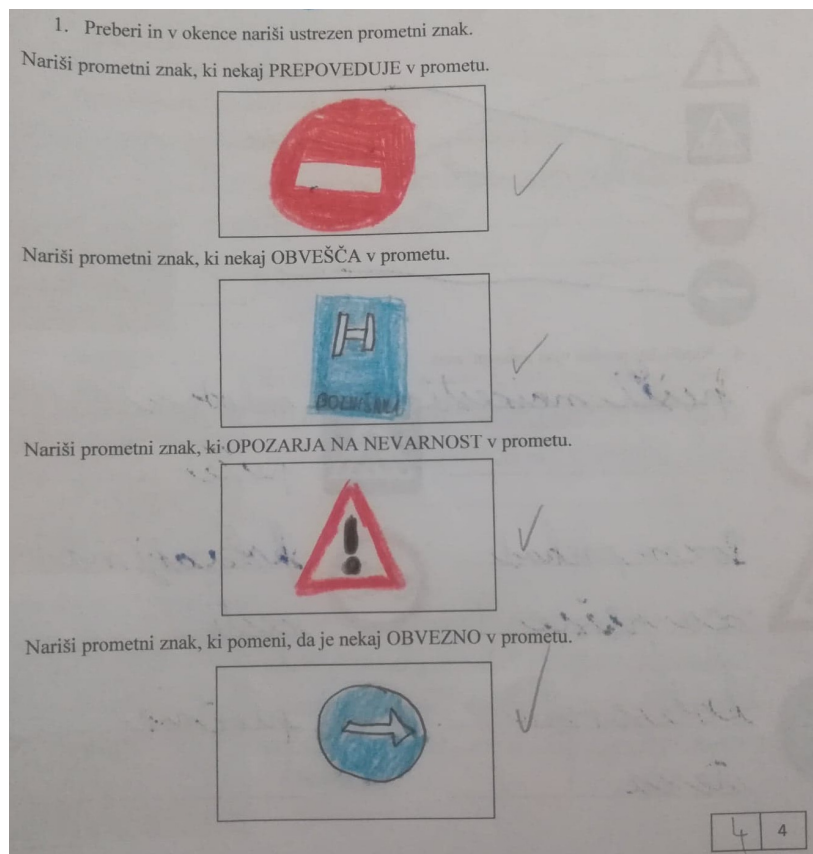 1. Preberi in v okence nariši ustrezen prometni znak.
Nariši prometni znak, ki nekaj PREPOVEDUJE v prometu.
Nariši prometni znak, ki nekaj OBVEŠČA v prometu.
H
Nariši prometni znak, ki OPOZARJA NA NEVARNOST v prometu.
!
Nariši prometni znak, ki pomeni, da je nekaj OBVEZNO v prometu.
4 4